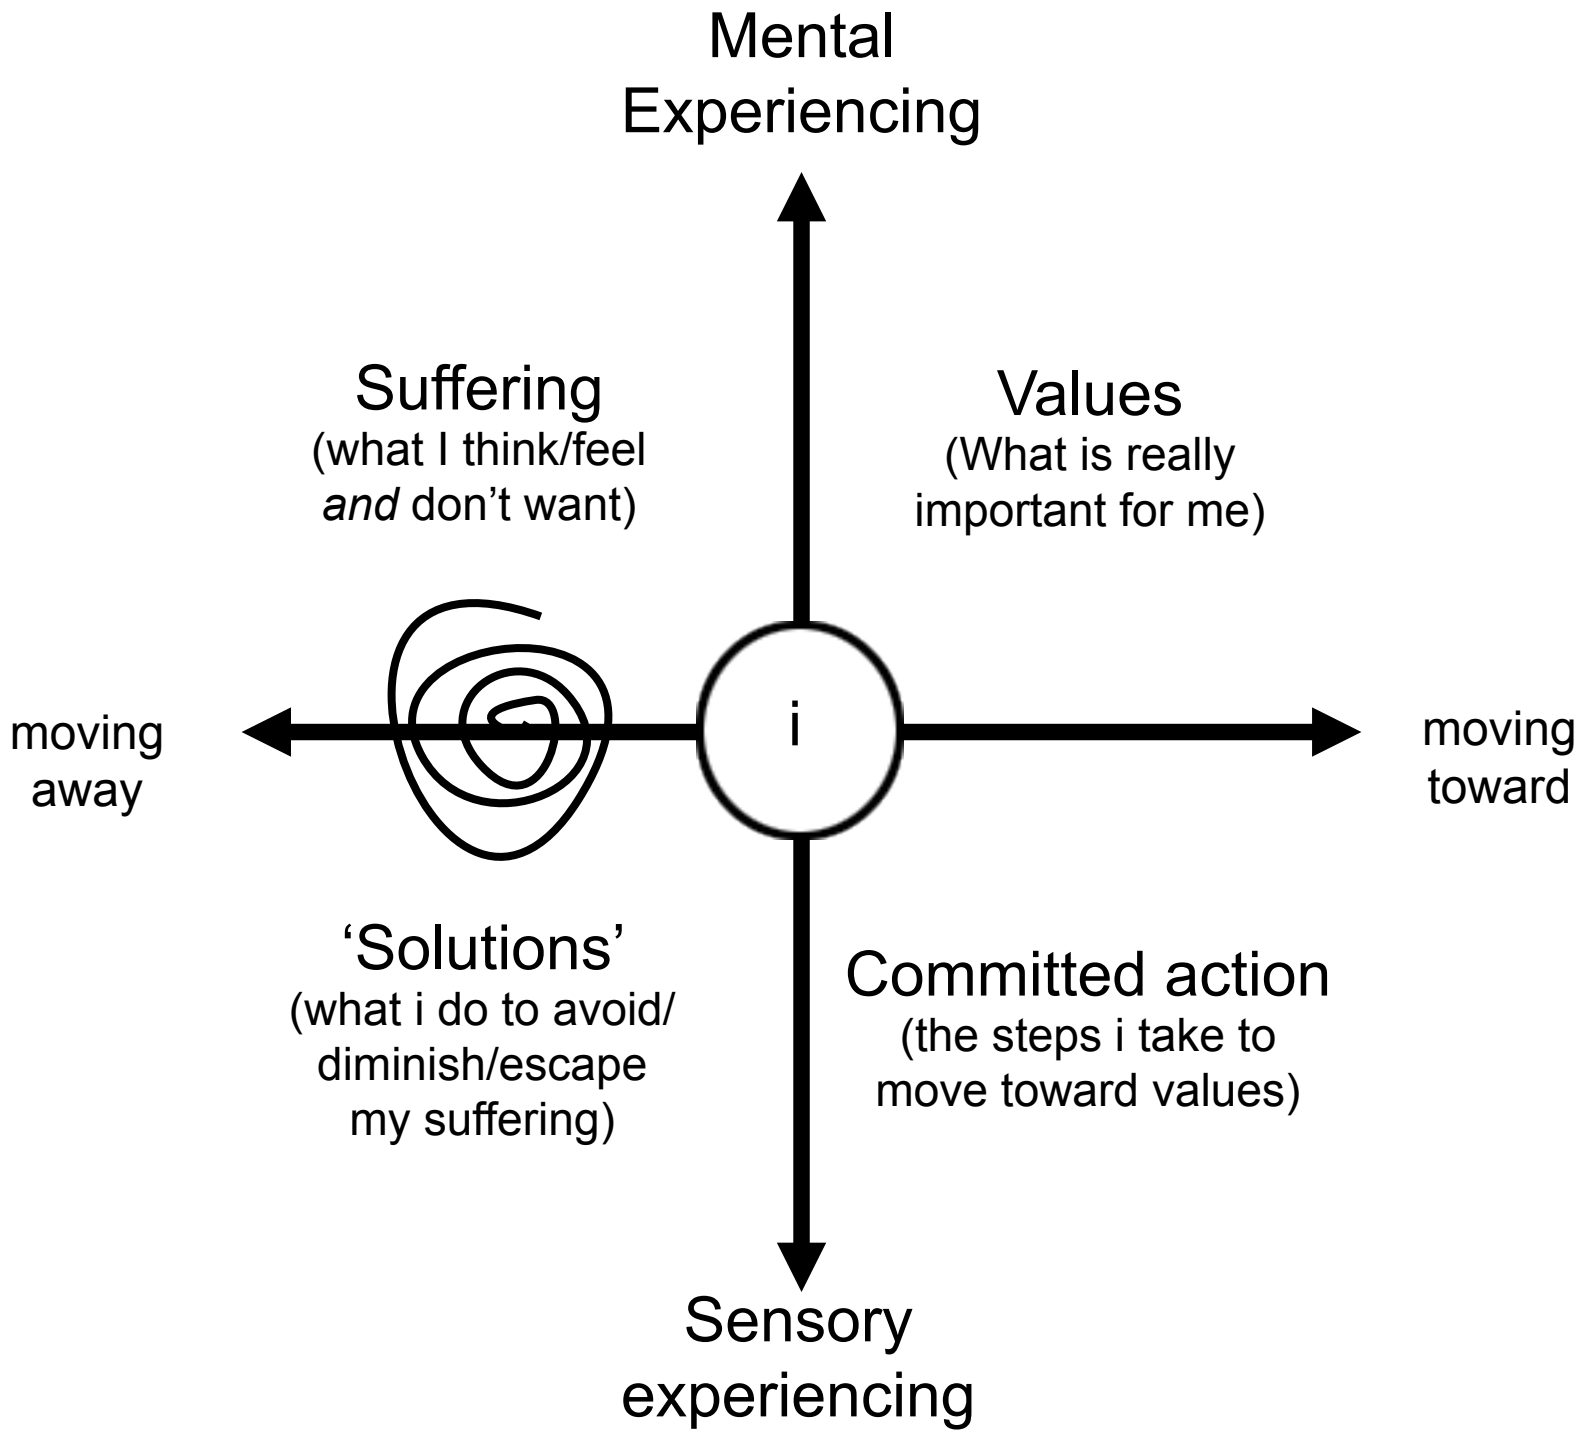 Mental
Experiencing
Suffering
(what I think/feel
and don’t want)
Values
(What is really
important for me)
moving
away
i
moving
toward
‘Solutions’
(what i do to avoid/
diminish/escape
my suffering)
Committed action
(the steps i take to
move toward values)
Sensory
experiencing